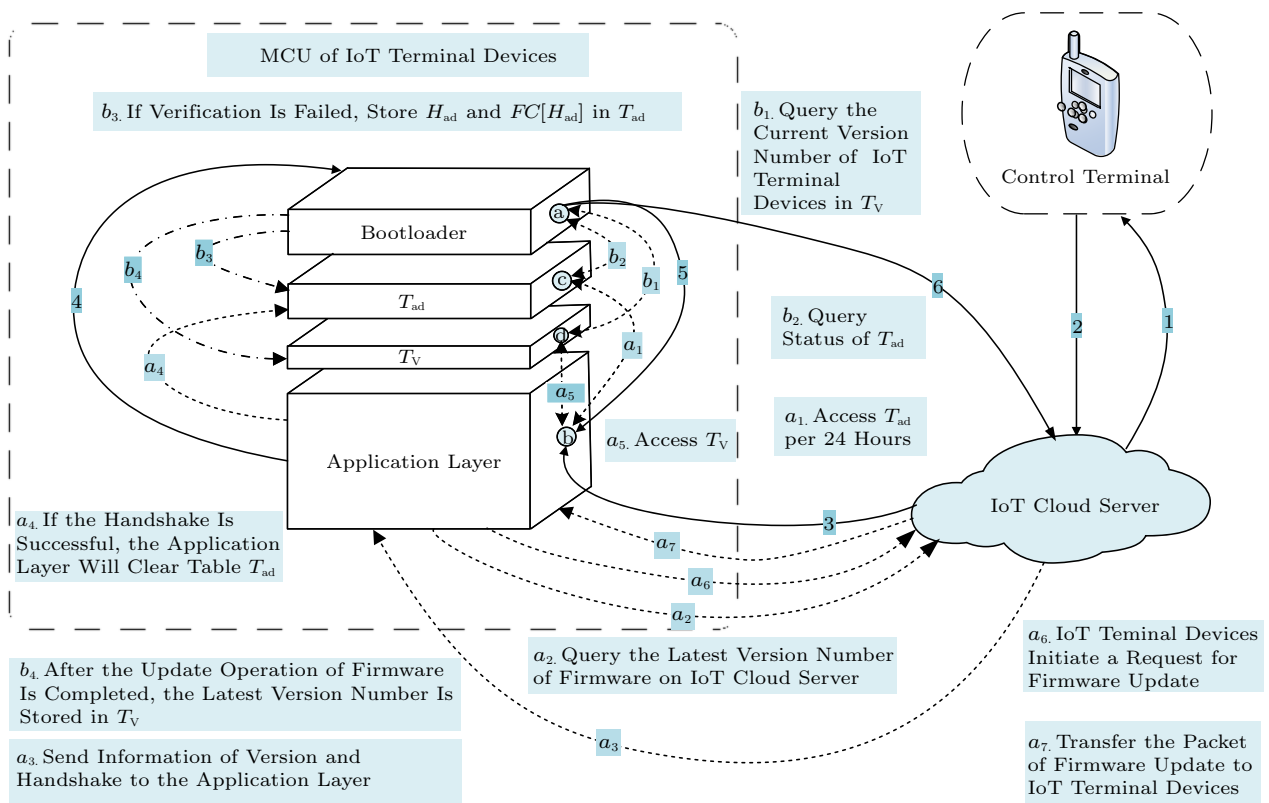 MCU of IoT Terminal Devices
b3. If Verification Is Failed, Store Had and FC[Had] in Tad
b1. Query the
Current Version
Number of IoT
Terminal
Devices in TV
Control Terminal
Bootloader
a
b3
b4
b2
b1
5
6
4
Tad
c
2
1
b2. Query
Status of Tad
TV
d
a1
a4
a5
a1. Access Tad
per 24 Hours
Application Layer
b
a5. Access TV
IoT Cloud Server
3
a4. If the Handshake Is
Successful, the Application
Layer Will Clear Table Tad
a7
a6
a2
b4. After the Update Operation of Firmware
Is Completed, the Latest Version Number Is
Stored in TV
a2. Query the Latest Version Number
of Firmware on IoT Cloud Server
a6. IoT Teminal Devices
Initiate a Request for
Firmware Update
a3
a3. Send Information of Version and
Handshake to the Application Layer
a7. Transfer the Packet
of Firmware Update to
IoT Terminal Devices